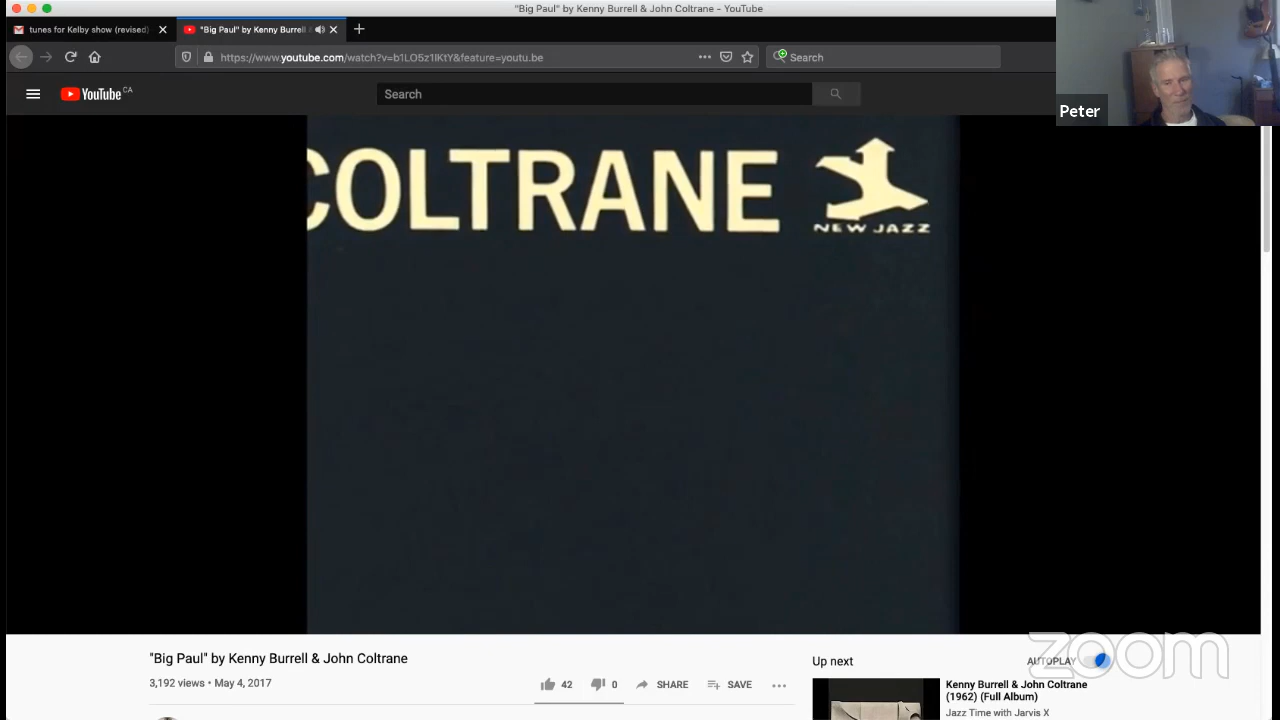 "Big Paul" by Kenny Burrell & John Coltrane - YouTube
tunes for Kelby show (revised)
"Big Paul" by Kenny Burrell
https://www.youtube.com/watch?v=b1LO5z1lKtY&feature=youtu.be
Search
YouTube CA
Search
Peter
COLTRANE
NEW JAZZ
"Big Paul" by Kenny Burrell & John Coltrane
3,192 views • May 4, 2017
42
0
SHARE
SAVE
Up next
AUTOPLAY
zoom
Kenny Burrell & John Coltrane
(1962) (Full Album)
Jazz Time with Jarvis X